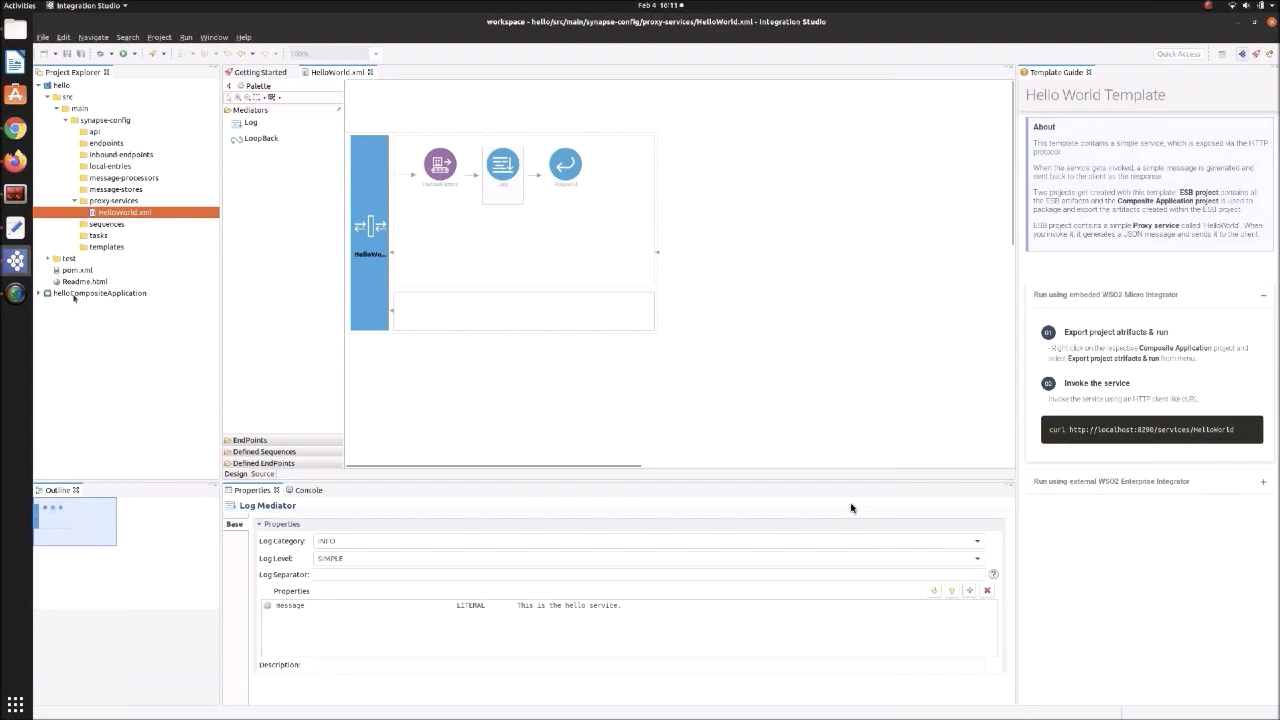 Activities
Integration Studio
Feb 4 16:11
workspace - hello/src/main/synapse-config/proxy-services/HelloWorld.xml - Integration Studio
File Edit Navigate Search Project Run Window Help
100%
Quick Access
Project Explorer
hello
src
main
synapse-config
api
endpoints
inbound-endpoints
local-entries
message-processors
message-stores
proxy-services
HelloWorld.xml
sequences
tasks
templates
test
pom.xml
Readme.html
helloCompositeApplication
Getting Started
HelloWorld.xml
Palette
Mediators
Log
LoopBack
EndPoints
Defined Sequences
Defined EndPoints
HelloWo...
Design Source
Template Guide
Hello World Template
About
This template contains a simple service, which is exposed via the HTTP
protocol.
When the service gets invoked, a simple message is generated and
sent back to the client as the response.
Two projects get created with this template. ESB project contains all
the ESB artifacts and the Composite Application project is used to
package and export the artifacts created within the ESB project.
ESB project contains a simple Proxy service called 'HelloWorld'. When
you invoke it, it generates a JSON message and sends it to the client.
Run using embeded WSO2 Micro Integrator
01 Export project atrifacts & run
- Right click on the respective Composite Application project and
select Export project atrifacts & run from menu.
02 Invoke the service
Invoke the service using an HTTP client like cURL
curl http://localhost:8290/services/HelloWorld
Run using external WSO2 Enterprise Integrator
Outline
Properties
Console
Log Mediator
Base
Properties
Log Category: INFO
Log Level: SIMPLE
Log Separator:
Properties
message LITERAL This is the hello service.
Description: